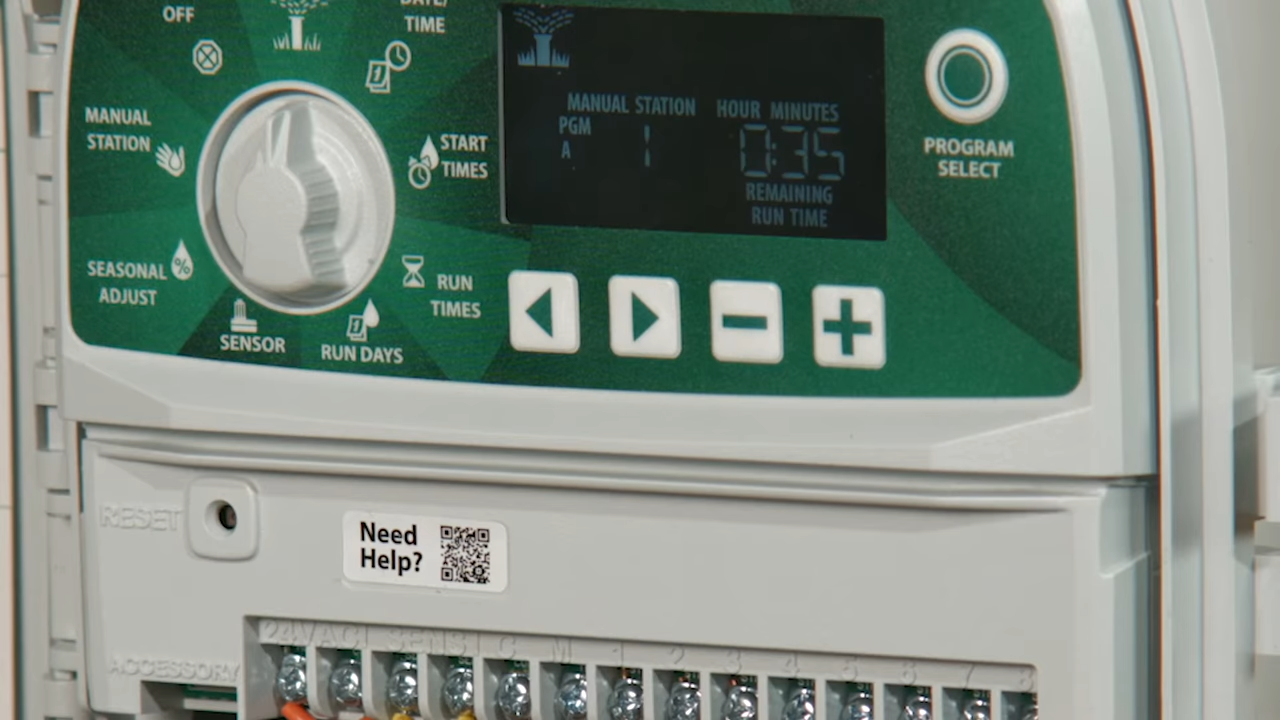 OFF
DATE/
TIME
MANUAL
STATION
START
TIMES
SEASONAL
ADJUST
RUN
TIMES
SENSOR
RUN DAYS
MANUAL STATION HOUR MINUTES
PGM
A 1 0:35
REMAINING
RUN TIME
PROGRAM
SELECT
RESET
Need
Help?
24VAC SENS C M 1 2 3 4 5 6 7 8
ACCESSORY